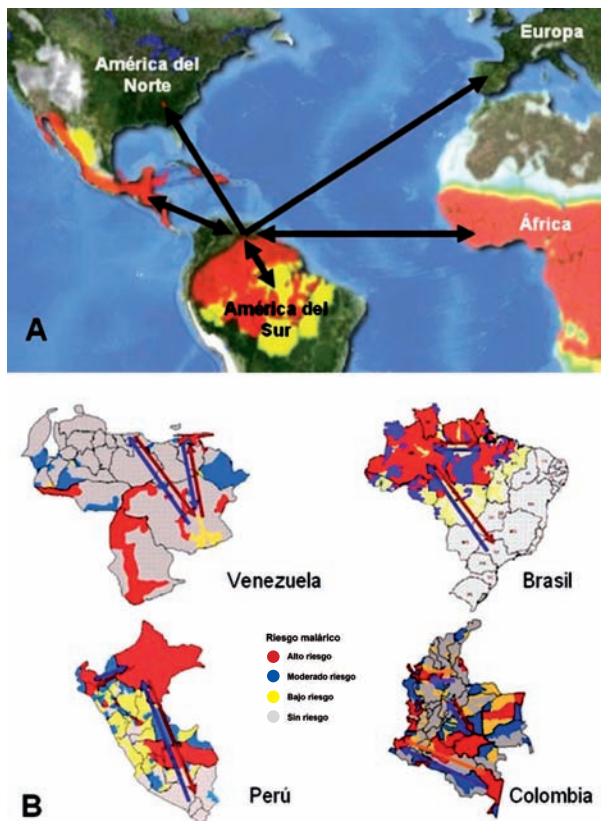 Europa
América del
Norte
África
América del
Sur
A
Venezuela
Brasil
Riesgo malárico
Alto riesgo
Moderado riesgo
Bajo riesgo
Sin riesgo
Perú
Colombia
B